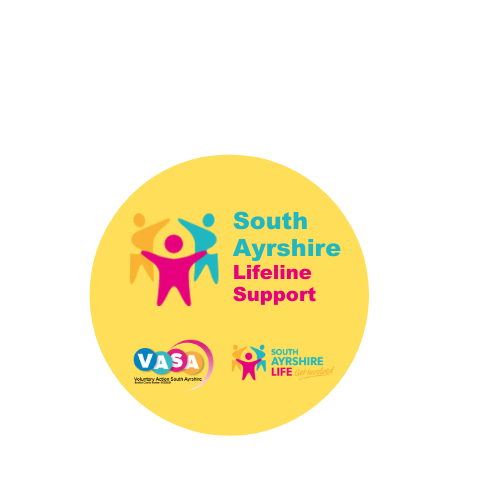 South
Ayrshire
Lifeline
Support
VASA
Voluntary Action South Ayrshire
SOUTH
AYRSHIRE
LIFE Get Involved